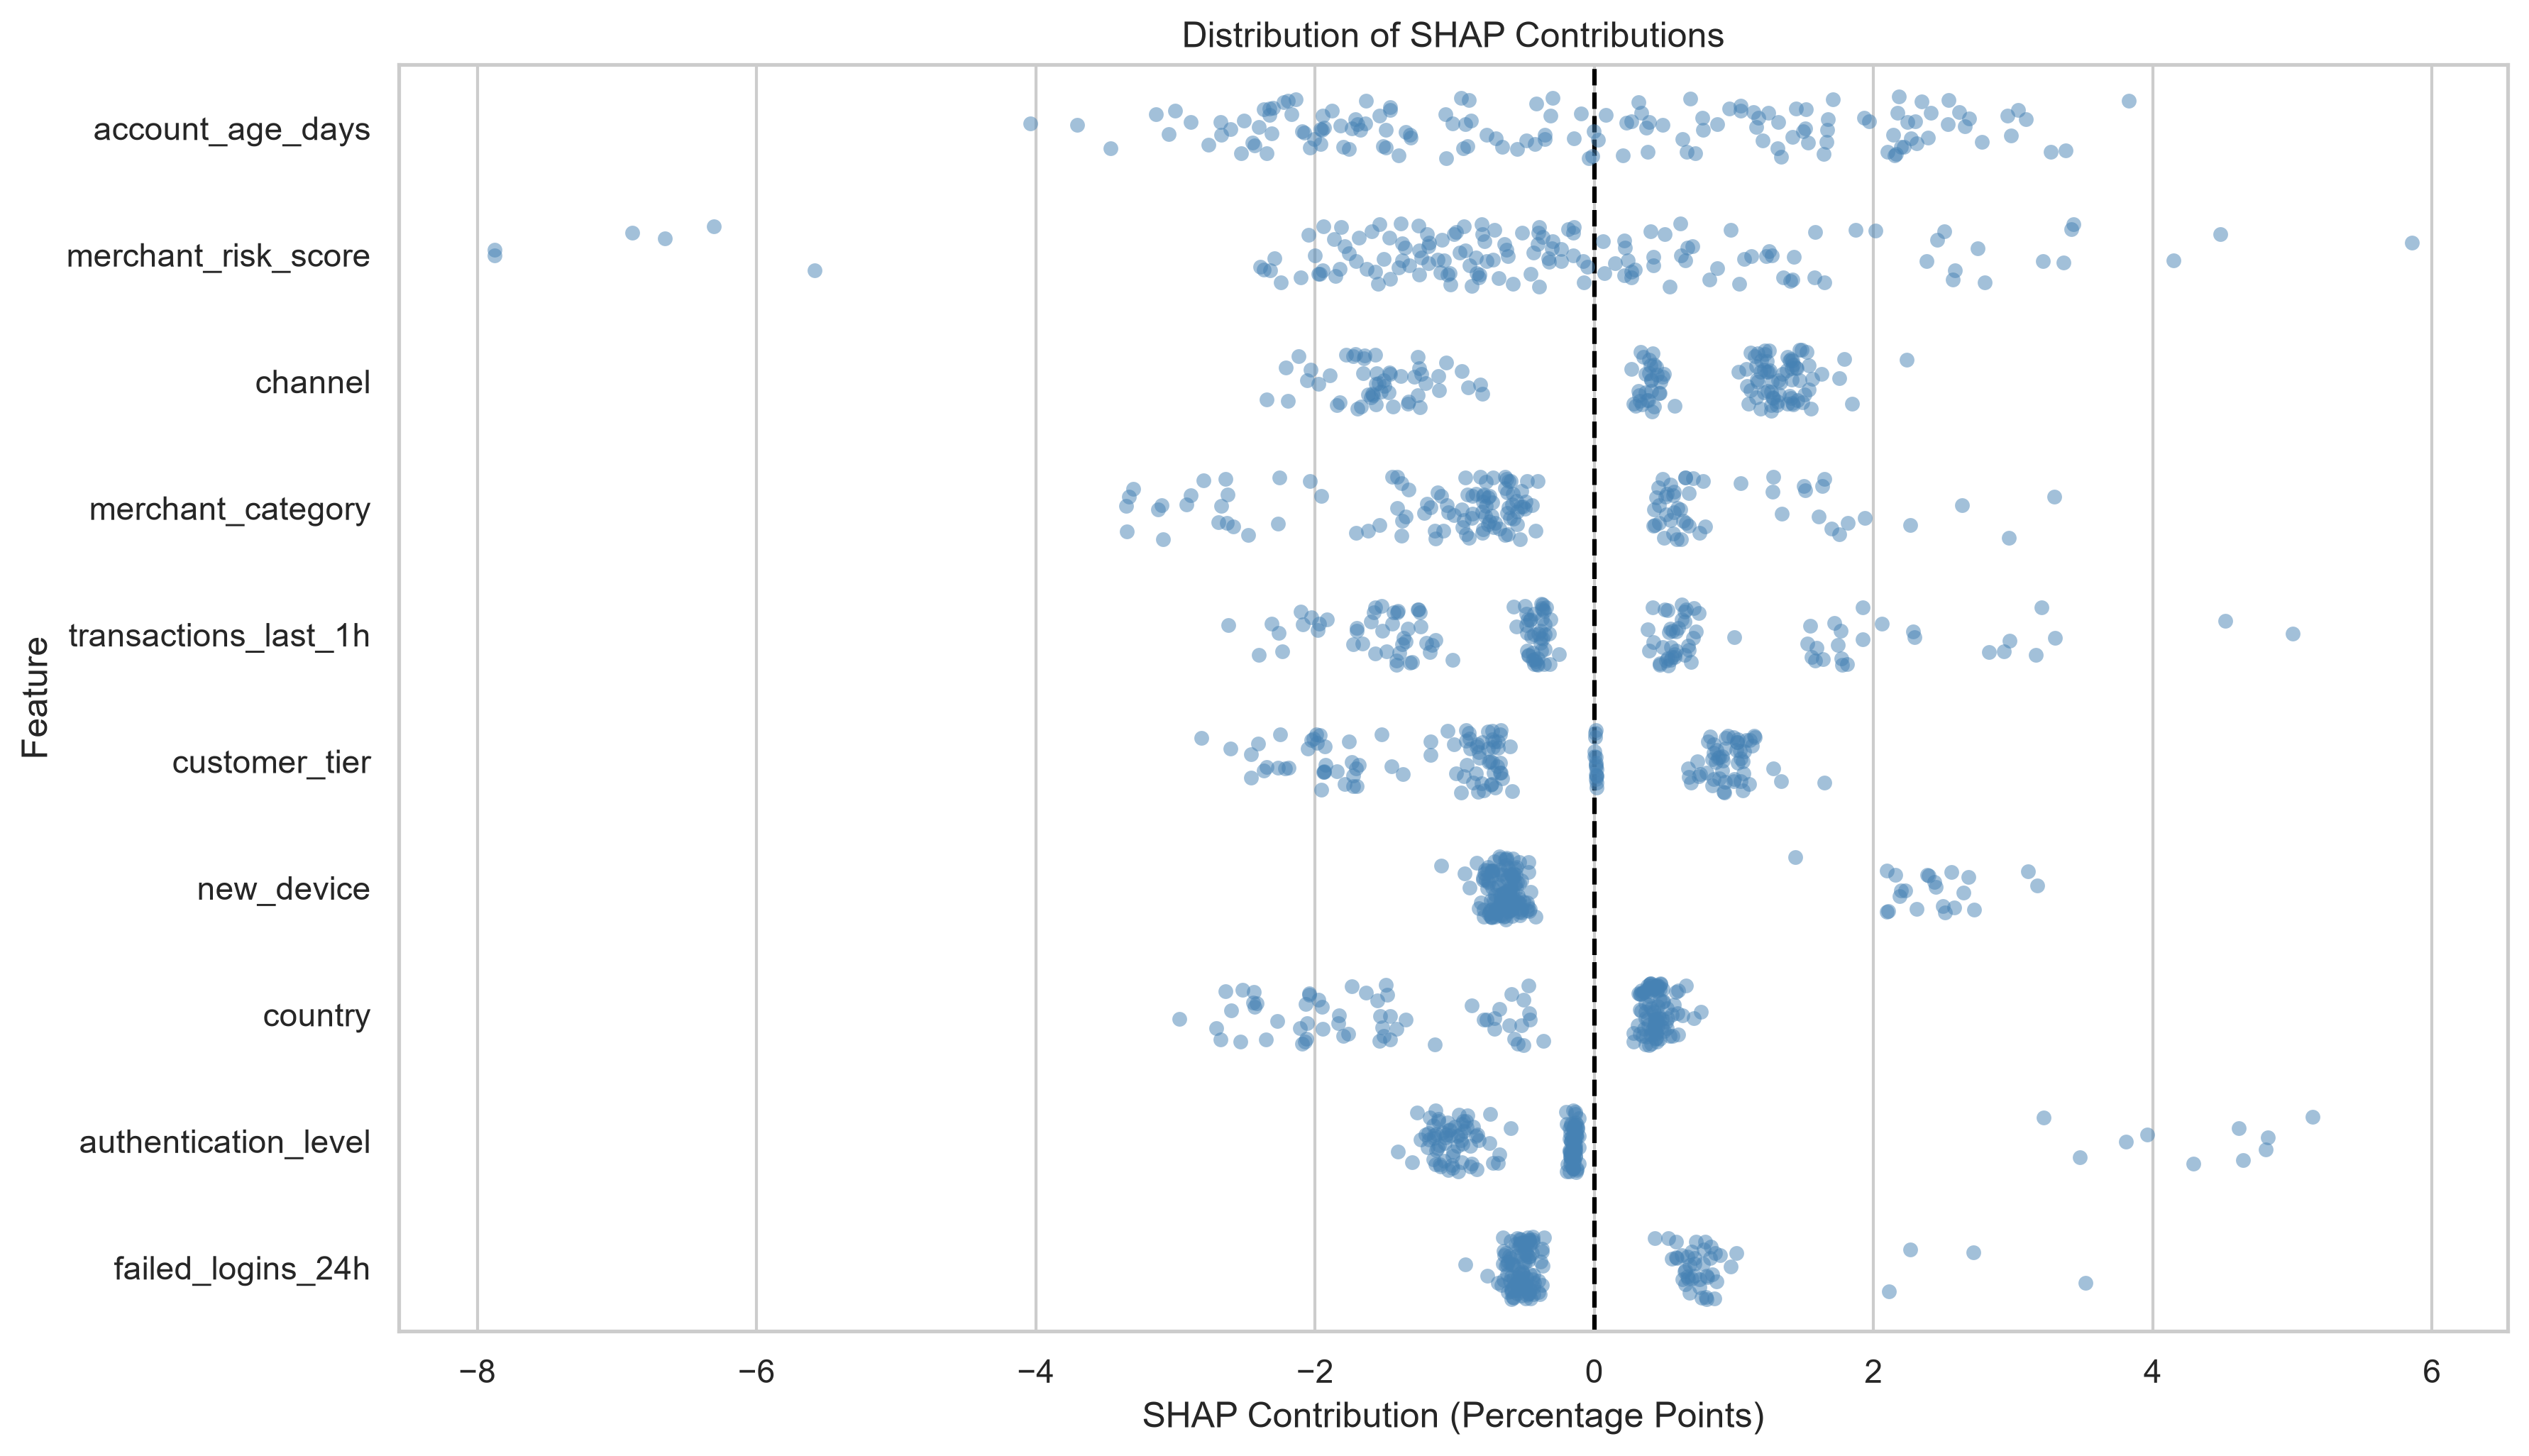 Distribution of SHAP Contributions
Feature
account_age_days
merchant_risk_score
channel
merchant_category
transactions_last_1h
customer_tier
new_device
country
authentication_level
failed_logins_24h
−8 −6 −4 −2 0 2 4 6
SHAP Contribution (Percentage Points)